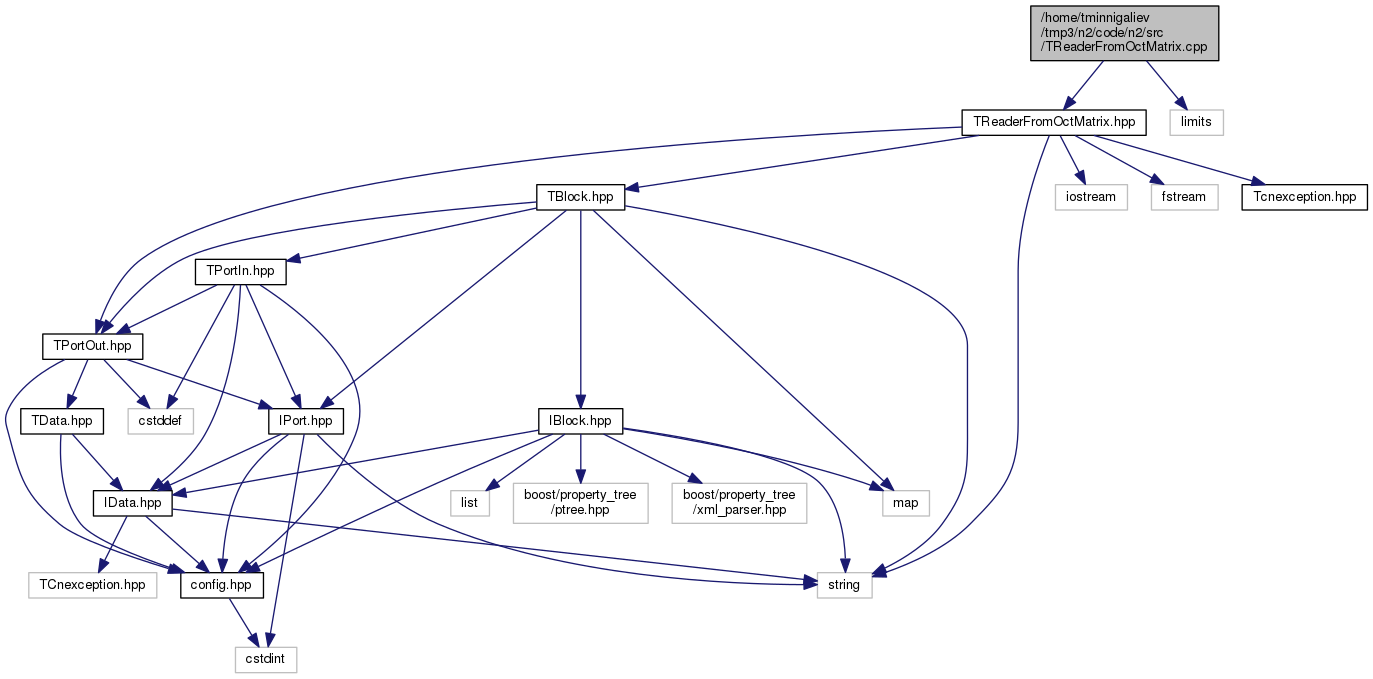 /home/tminnigaliev
/tmp3/n2/code/n2/src
/TReaderFromOctMatrix.cpp
TReaderFromOctMatrix.hpp
limits
TBlock.hpp
iostream
fstream
Tcnexception.hpp
TPortIn.hpp
TPortOut.hpp
TData.hpp
cstddef
IPort.hpp
IBlock.hpp
IData.hpp
list
boost/property_tree
/ptree.hpp
boost/property_tree
/xml_parser.hpp
map
TCnexception.hpp
config.hpp
string
cstdint